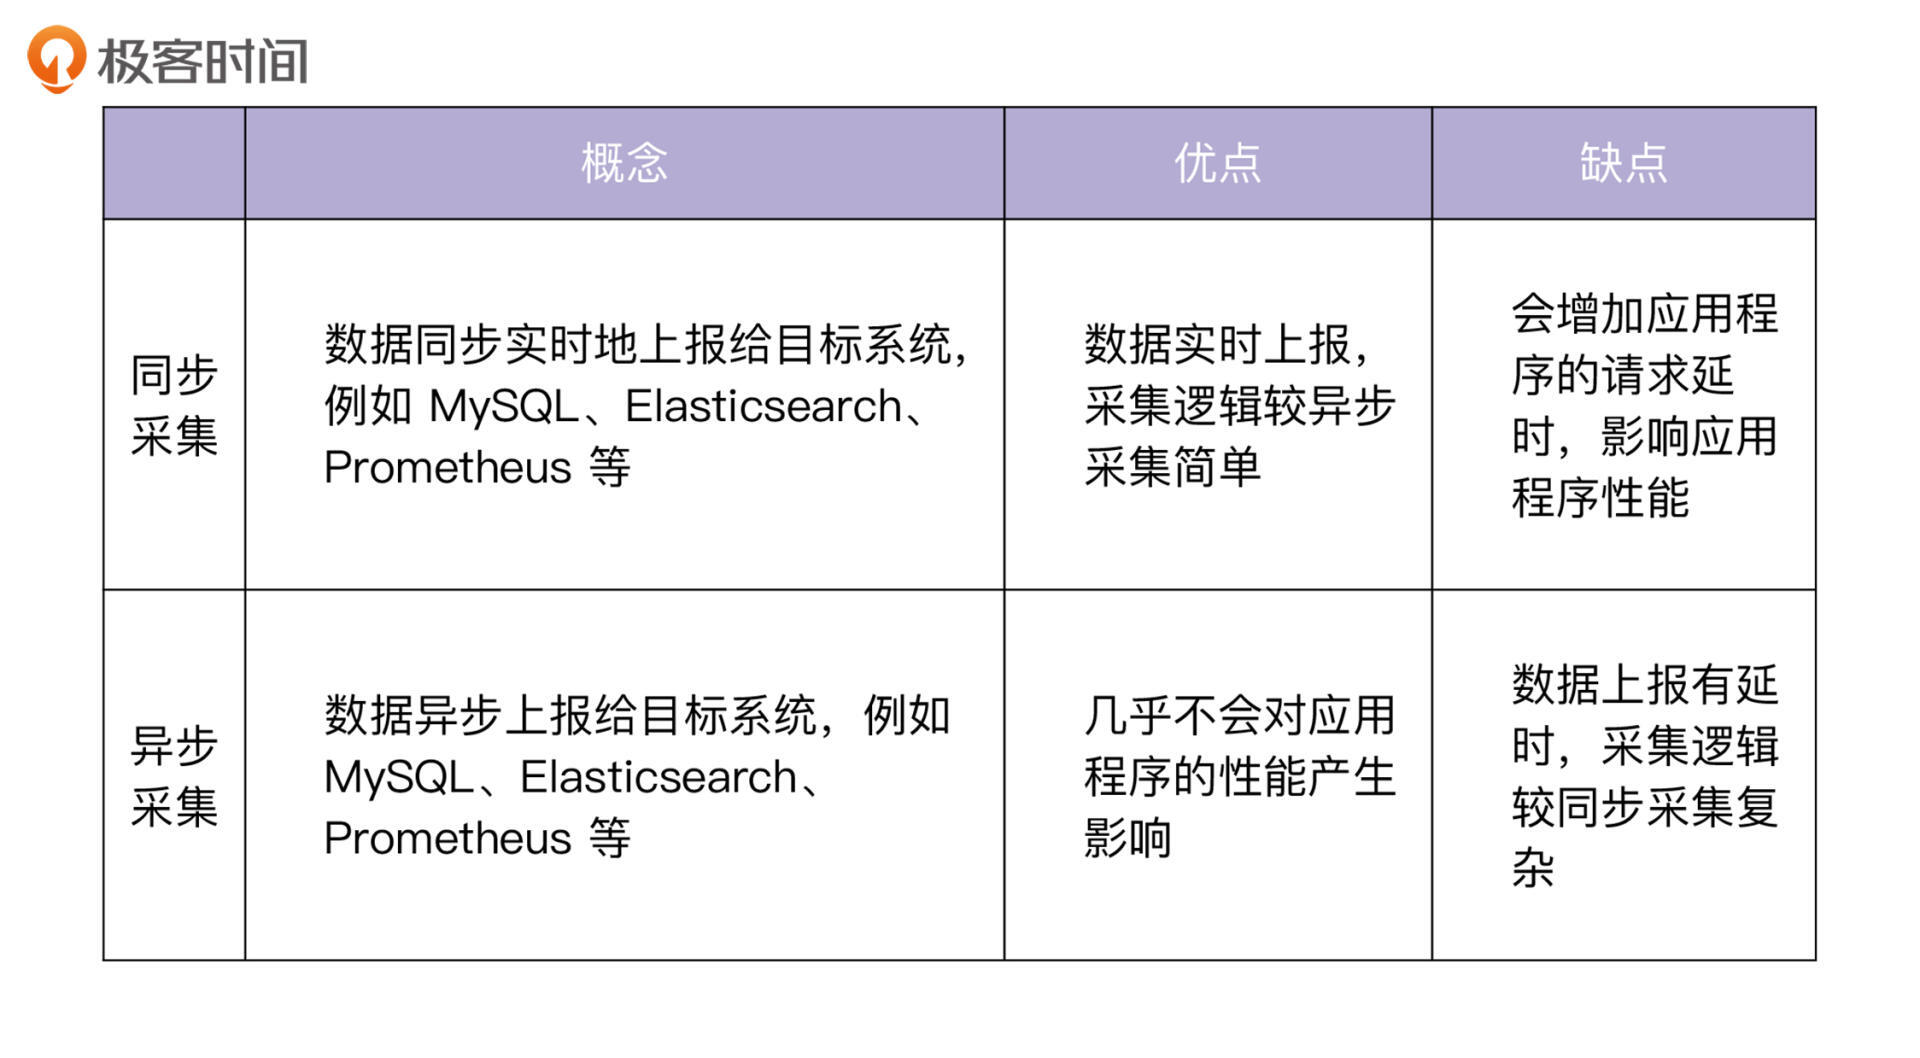 极客时间
概念
优点
缺点
同步
采集
数据同步实时地上报给目标系统，
例如 MySQL、Elasticsearch、
Prometheus 等
数据实时上报，
采集逻辑较异步
采集简单
会增加应用程
序的请求延
时，影响应用
程序性能
异步
采集
数据异步上报给目标系统，例如
MySQL、Elasticsearch、
Prometheus 等
几乎不会对应用
程序的性能产生
影响
数据上报有延
时，采集逻辑
较同步采集复
杂